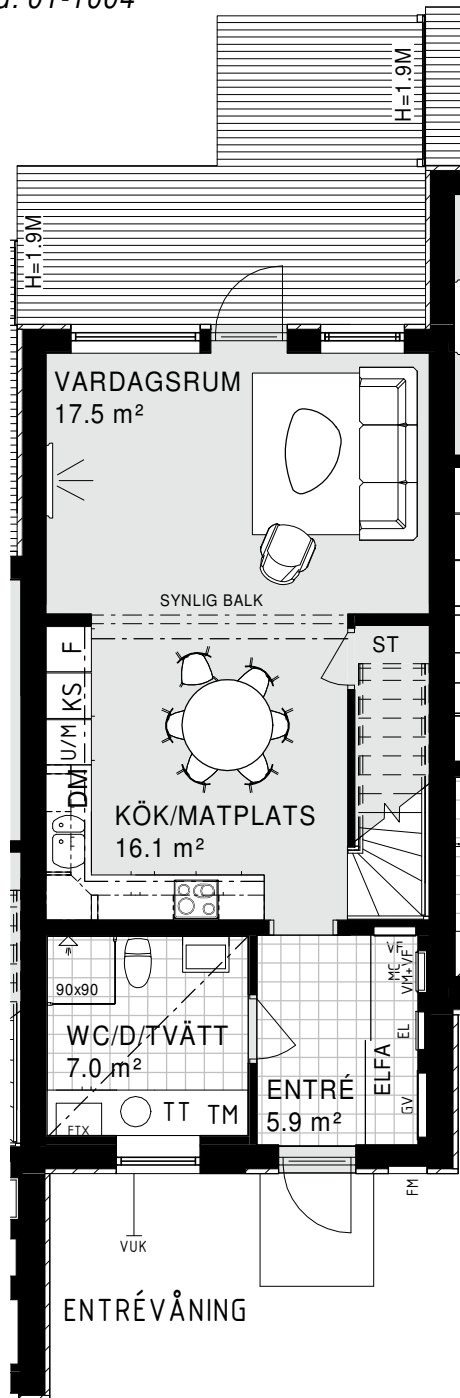 01-1004
H=1.9M
H=1.9M
VARDAGSRUM
17.5 m²
SYNLIG BALK
F
ST
KS
U/M
DM
KÖK/MATPLATS
16.1 m²
VF
MC
VM+VF
90x90
WC/D/TVÄTT
7.0 m²
EL
ELFA
ENTRÉ
5.9 m²
GV
TT
TM
FTX
FM
VUK
ENTRÉVÅNING